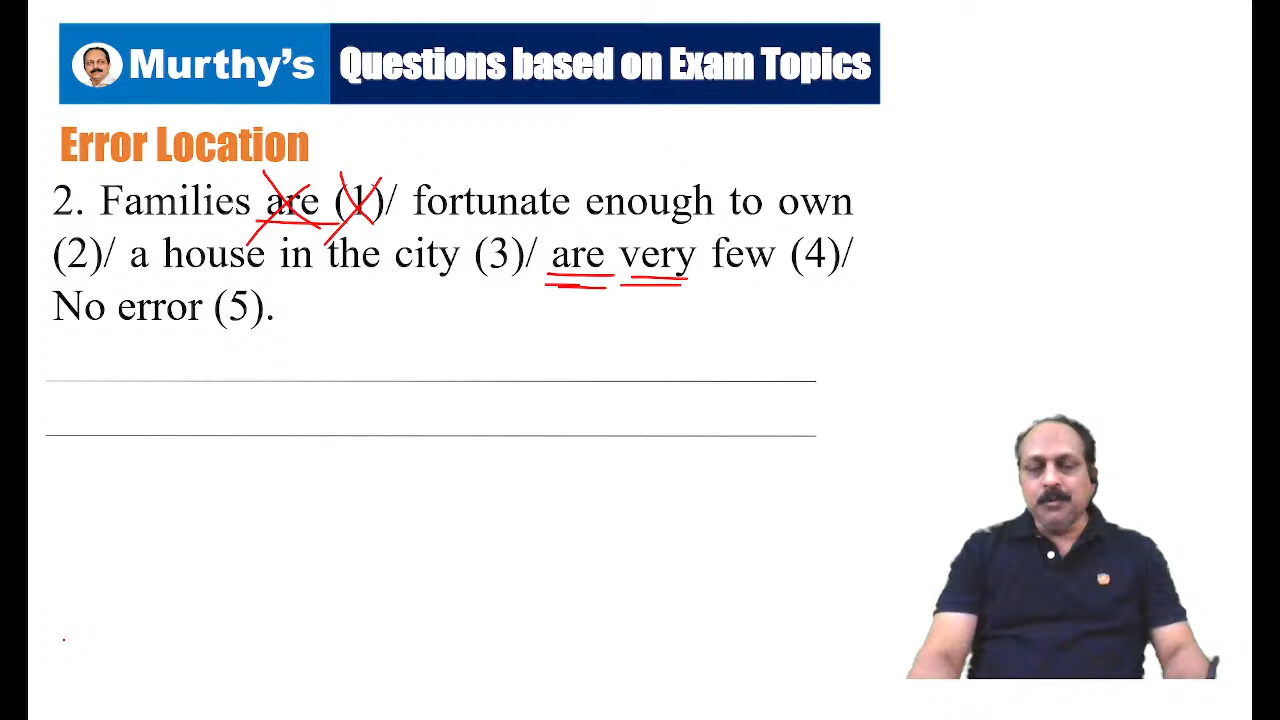 Murthy's Questions based on Exam Topics
Error Location
2. Families are (1)/ fortunate enough to own
(2)/ a house in the city (3)/ are very few (4)/
No error (5).